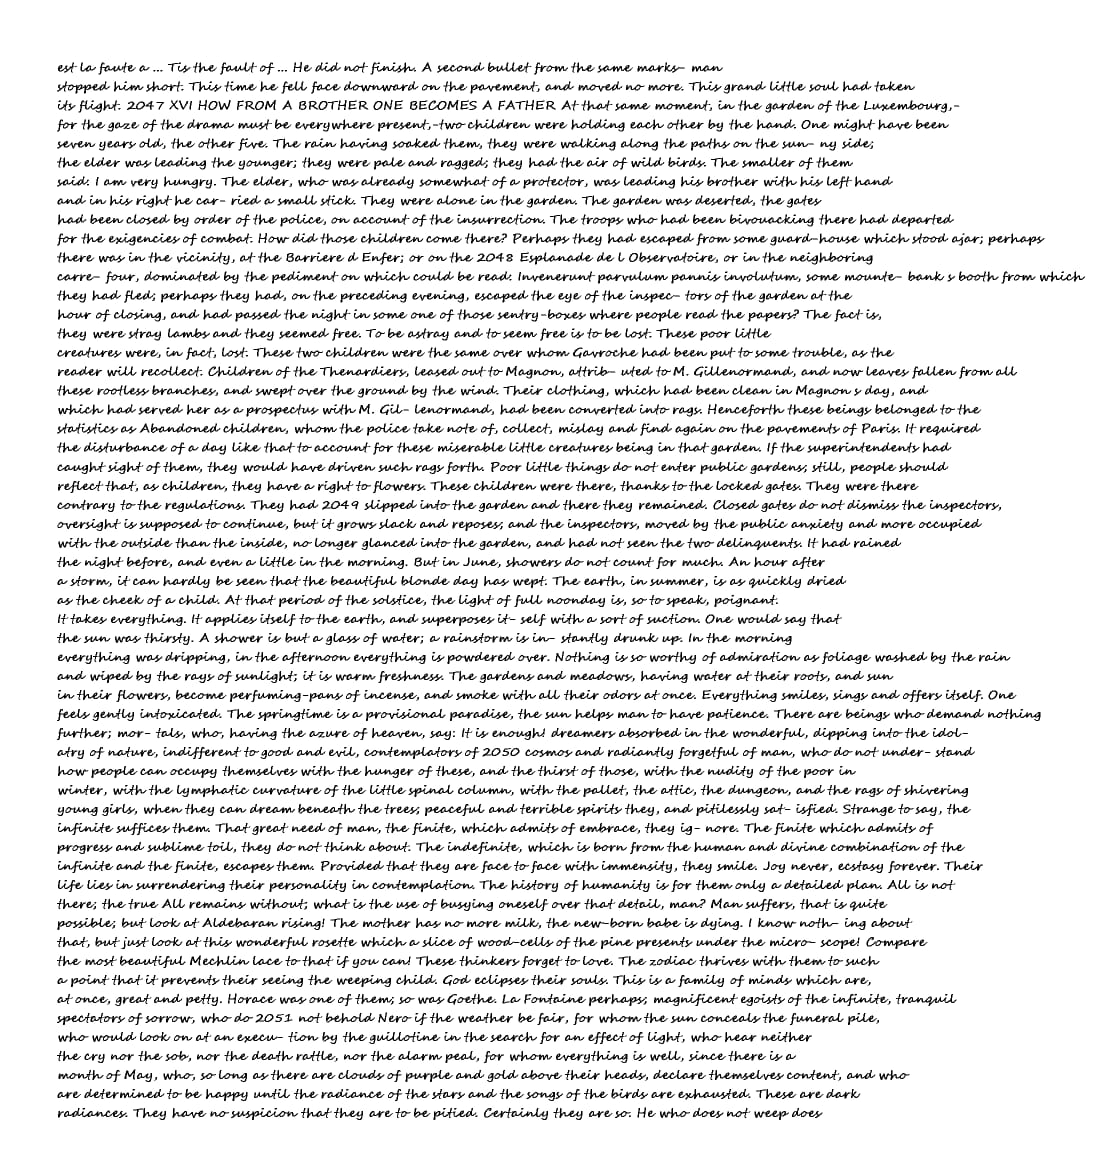 est la faute a ... Tis the fault of ... He did not finish. A second bullet from the same marks- man
stopped him short. This time he fell face downward on the pavement, and moved no more. This grand little soul had taken
its flight. 2047 XVI HOW FROM A BROTHER ONE BECOMES A FATHER At that same moment, in the garden of the Luxembourg,-
for the gaze of the drama must be everywhere present,-two children were holding each other by the hand. One might have been
seven years old, the other five. The rain having soaked them, they were walking along the paths on the sun- ny side;
the elder was leading the younger; they were pale and ragged; they had the air of wild birds. The smaller of them
said: I am very hungry. The elder, who was already somewhat of a protector, was leading his brother with his left hand
and in his right he car- ried a small stick. They were alone in the garden. The garden was deserted, the gates
had been closed by order of the police, on account of the insurrection. The troops who had been bivouacking there had departed
for the exigencies of combat. How did those children come there? Perhaps they had escaped from some guard-house which stood ajar; perhaps
there was in the vicinity, at the Barriere d Enfer; or on the 2048 Esplanade de l Observatoire, or in the neighboring
carre- four, dominated by the pediment on which could be read: Invenerunt parvulum pannis involutum, some mounte- bank s booth from which
they had fled; perhaps they had, on the preceding evening, escaped the eye of the inspec- tors of the garden at the
hour of closing, and had passed the night in some one of those sentry-boxes where people read the papers? The fact is,
they were stray lambs and they seemed free. To be astray and to seem free is to be lost. These poor little
creatures were, in fact, lost. These two children were the same over whom Gavroche had been put to some trouble, as the
reader will recollect. Children of the Thenardiers, leased out to Magnon, attrib- uted to M. Gillenormand, and now leaves fallen from all
these rootless branches, and swept over the ground by the wind. Their clothing, which had been clean in Magnon s day, and
which had served her as a prospectus with M. Gil- lenormand, had been converted into rags. Henceforth these beings belonged to the
statistics as Abandoned children, whom the police take note of, collect, mislay and find again on the pavements of Paris. It required
the disturbance of a day like that to account for these miserable little creatures being in that garden. If the superintendents had
caught sight of them, they would have driven such rags forth. Poor little things do not enter public gardens; still, people should
reflect that, as children, they have a right to flowers. These children were there, thanks to the locked gates. They were there
contrary to the regulations. They had 2049 slipped into the garden and there they remained. Closed gates do not dismiss the inspectors,
oversight is supposed to continue, but it grows slack and reposes; and the inspectors, moved by the public anxiety and more occupied
with the outside than the inside, no longer glanced into the garden, and had not seen the two delinquents. It had rained
the night before, and even a little in the morning. But in June, showers do not count for much. An hour after
a storm, it can hardly be seen that the beautiful blonde day has wept. The earth, in summer, is as quickly dried
as the cheek of a child. At that period of the solstice, the light of full noonday is, so to speak, poignant.
It takes everything. It applies itself to the earth, and superposes it- self with a sort of suction. One would say that
the sun was thirsty. A shower is but a glass of water; a rainstorm is in- stantly drunk up. In the morning
everything was dripping, in the afternoon everything is powdered over. Nothing is so worthy of admiration as foliage washed by the rain
and wiped by the rays of sunlight; it is warm freshness. The gardens and meadows, having water at their roots, and sun
in their flowers, become perfuming-pans of incense, and smoke with all their odors at once. Everything smiles, sings and offers itself. One
feels gently intoxicated. The springtime is a provisional paradise, the sun helps man to have patience. There are beings who demand nothing
further; mor- tals, who, having the azure of heaven, say: It is enough! dreamers absorbed in the wonderful, dipping into the idol-
atry of nature, indifferent to good and evil, contemplators of 2050 cosmos and radiantly forgetful of man, who do not under- stand
how people can occupy themselves with the hunger of these, and the thirst of those, with the nudity of the poor in
winter, with the lymphatic curvature of the little spinal column, with the pallet, the attic, the dungeon, and the rags of shivering
young girls, when they can dream beneath the trees; peaceful and terrible spirits they, and pitilessly sat- isfied. Strange to say, the
infinite suffices them. That great need of man, the finite, which admits of embrace, they ig- nore. The finite which admits of
progress and sublime toil, they do not think about. The indefinite, which is born from the human and divine combination of the
infinite and the finite, escapes them. Provided that they are face to face with immensity, they smile. Joy never, ecstasy forever. Their
life lies in surrendering their personality in contemplation. The history of humanity is for them only a detailed plan. All is not
there; the true All remains without; what is the use of busying oneself over that detail, man? Man suffers, that is quite
possible; but look at Aldebaran rising! The mother has no more milk, the new-born babe is dying. I know noth- ing about
that, but just look at this wonderful rosette which a slice of wood-cells of the pine presents under the micro- scope! Compare
the most beautiful Mechlin lace to that if you can! These thinkers forget to love. The zodiac thrives with them to such
a point that it prevents their seeing the weeping child. God eclipses their souls. This is a family of minds which are,
at once, great and petty. Horace was one of them; so was Goethe. La Fontaine perhaps; magnificent egoists of the infinite, tranquil
spectators of sorrow, who do 2051 not behold Nero if the weather be fair, for whom the sun conceals the funeral pile,
who would look on at an execu- tion by the guillotine in the search for an effect of light, who hear neither
the cry nor the sob, nor the death rattle, nor the alarm peal, for whom everything is well, since there is a
month of May, who, so long as there are clouds of purple and gold above their heads, declare themselves content, and who
are determined to be happy until the radiance of the stars and the songs of the birds are exhausted. These are dark
radiances. They have no suspicion that they are to be pitied. Certainly they are so. He who does not weep does